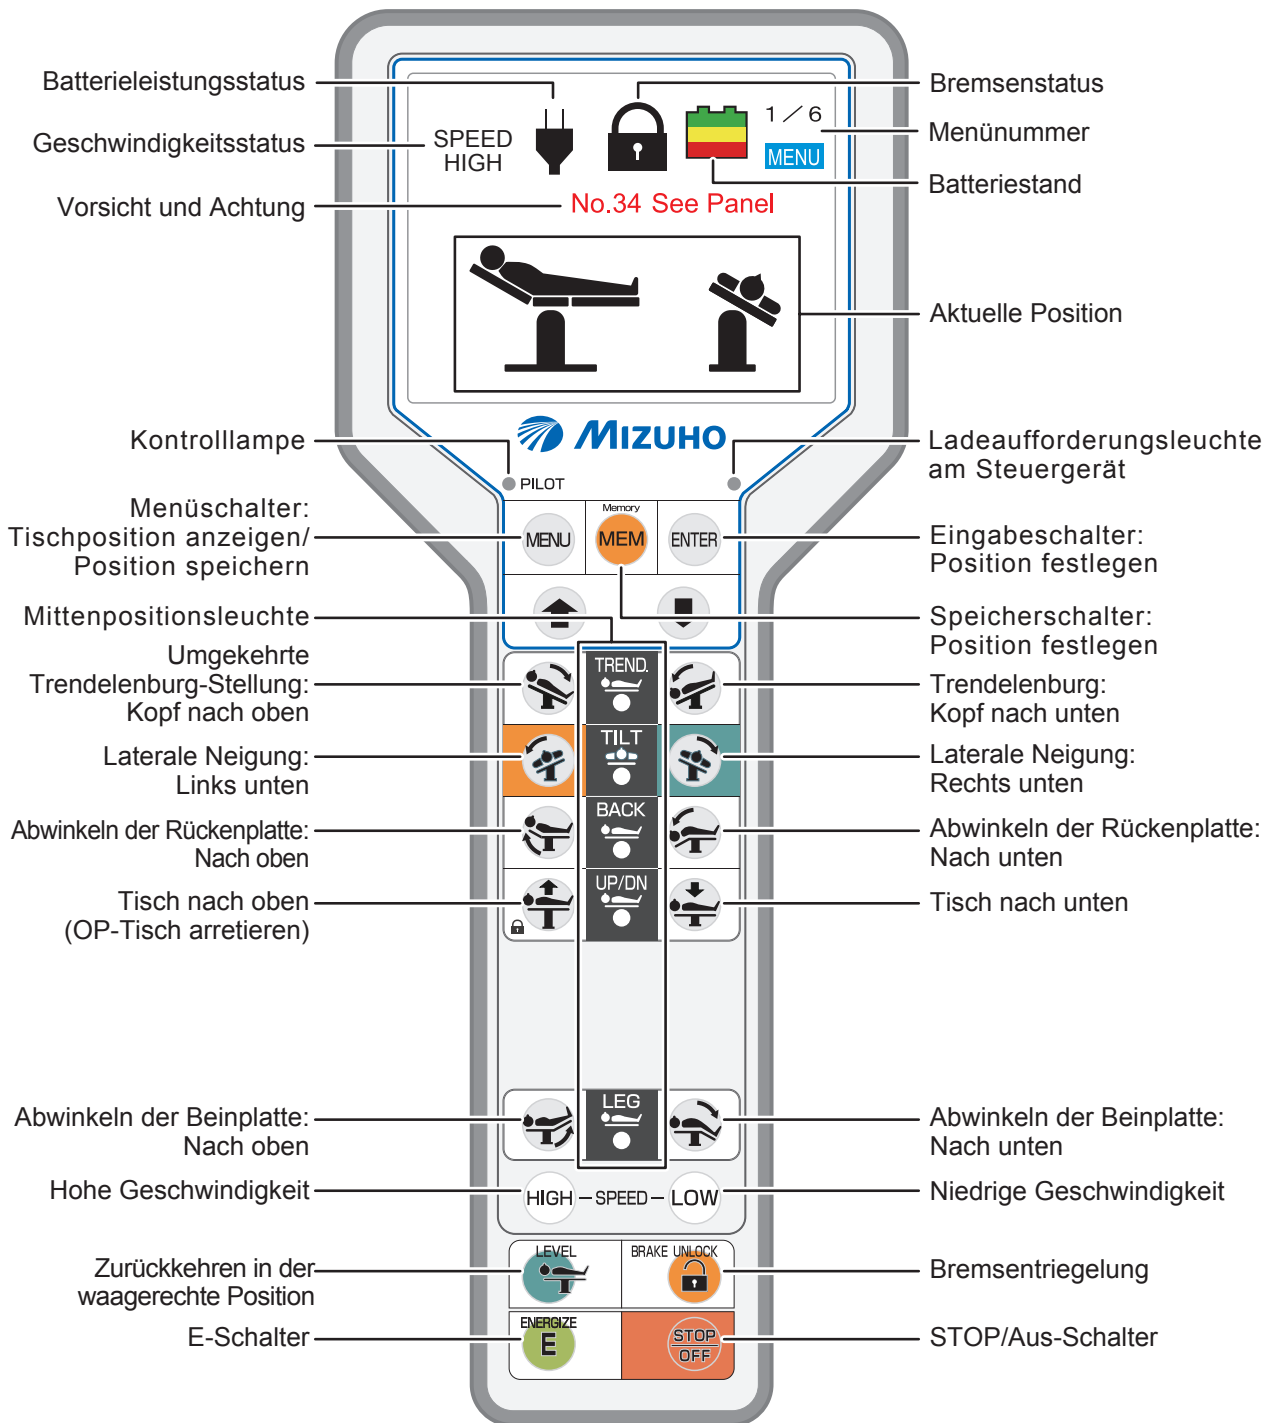 Batterieleistungsstatus
Bremsenstatus
1／6
Geschwindigkeitsstatus
SPEED
HIGH
Menünummer
MENU
Batteriestand
Vorsicht und Achtung
No.34 See Panel
Aktuelle Position
MIZUHO
Kontrolllampe
Ladeaufforderungsleuchte
am Steuergerät
PILOT
Menüschalter:
Tischposition anzeigen/
Position speichern
Memory
MENU
MEM
ENTER
Eingabeschalter:
Position festlegen
Mittenpositionsleuchte
Speicherschalter:
Position festlegen
Umgekehrte
Trendelenburg-Stellung:
Kopf nach oben
TREND.
Trendelenburg:
Kopf nach unten
Laterale Neigung:
Links unten
TILT
Laterale Neigung:
Rechts unten
Abwinkeln der Rückenplatte:
Nach oben
BACK
Abwinkeln der Rückenplatte:
Nach unten
Tisch nach oben
(OP-Tisch arretieren)
UP/DN
Tisch nach unten
Abwinkeln der Beinplatte:
Nach oben
LEG
Abwinkeln der Beinplatte:
Nach unten
Hohe Geschwindigkeit
HIGH – SPEED – LOW
Niedrige Geschwindigkeit
Zurückkehren in der
waagerechte Position
LEVEL
BRAKE UNLOCK
Bremsentriegelung
E-Schalter
ENERGIZE
E
STOP
OFF
STOP/Aus-Schalter